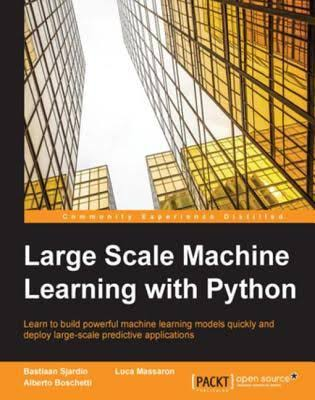 Community Experience Distilled
Large Scale Machine
Learning with Python
Learn to build powerful machine learning models quickly and
deploy large-scale predictive applications
Bastiaan Sjardin Luca Massaron
Alberto Boschetti
[PACKT] open source*
PUBLISHING